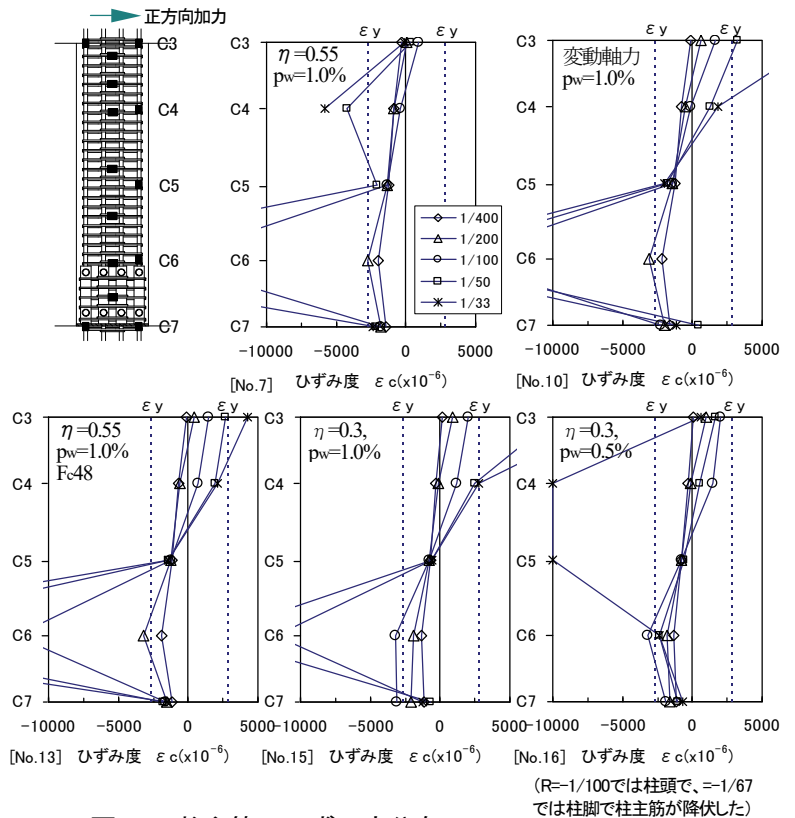 正方向加力
C3
C4
C5
C6
C7
εy
εy
η=0.55
pw=1.0%
1/400
1/200
1/100
1/50
1/33
−10000 −5000 0 5000
[No.7] ひずみ度 εc(x10⁻⁶)
εy
εy
変動軸力
pw=1.0%
C3
C4
C5
C6
C7
−10000 −5000 0 5000
[No.10] ひずみ度 εc(x10⁻⁶)
εy
εy
η=0.55
pw=1.0%
Fc48
C3
C4
C5
C6
C7
−10000 −5000 0 5000
[No.13] ひずみ度 εc(x10⁻⁶)
εy
εy
η=0.3,
pw=1.0%
C3
C4
C5
C6
C7
−10000 −5000 0 5000
[No.15] ひずみ度 εc(x10⁻⁶)
εy
εy
η=0.3,
pw=0.5%
C3
C4
C5
C6
C7
−10000 −5000 0 5000
[No.16] ひずみ度 εc(x10⁻⁶)
(R=-1/100では柱頭で、=-1/67
では柱脚で柱主筋が降伏した)